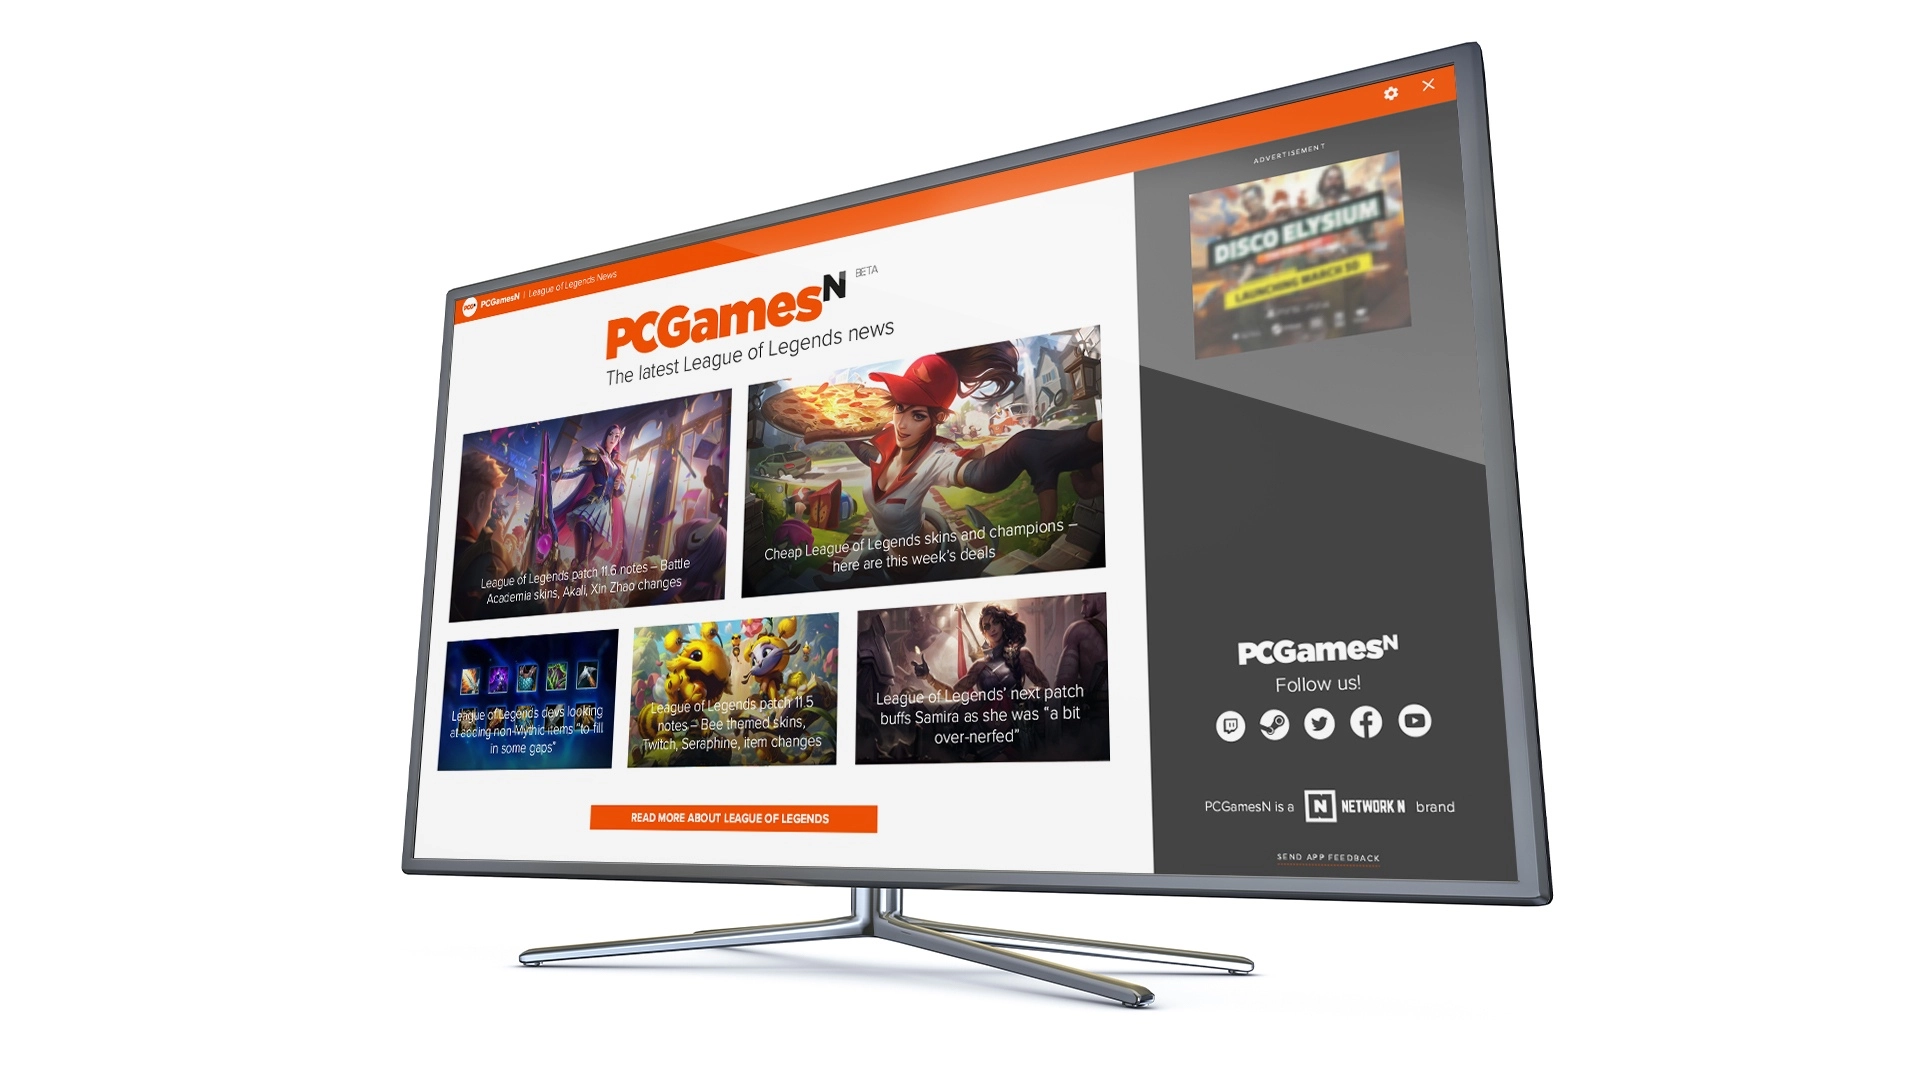 PCGamesN | League of Legends News
PCGamesN BETA
The latest League of Legends news
League of Legends patch 11.6 notes – Battle
Academia skins, Akali, Xin Zhao changes
Cheap League of Legends skins and champions –
here are this week's deals
League of Legends devs looking
at adding non-Mythic items "to fill
in some gaps"
League of Legends patch 11.5
notes – Bee themed skins,
Twitch, Seraphine, item changes
League of Legends' next patch
buffs Samira as she was "a bit
over-nerfed"
READ MORE ABOUT LEAGUE OF LEGENDS
ADVERTISEMENT
DISCO ELYSIUM
LAUNCHING MARCH 30
PCGamesN
Follow us!
PCGamesN is a N NETWORK N brand
SEND APP FEEDBACK